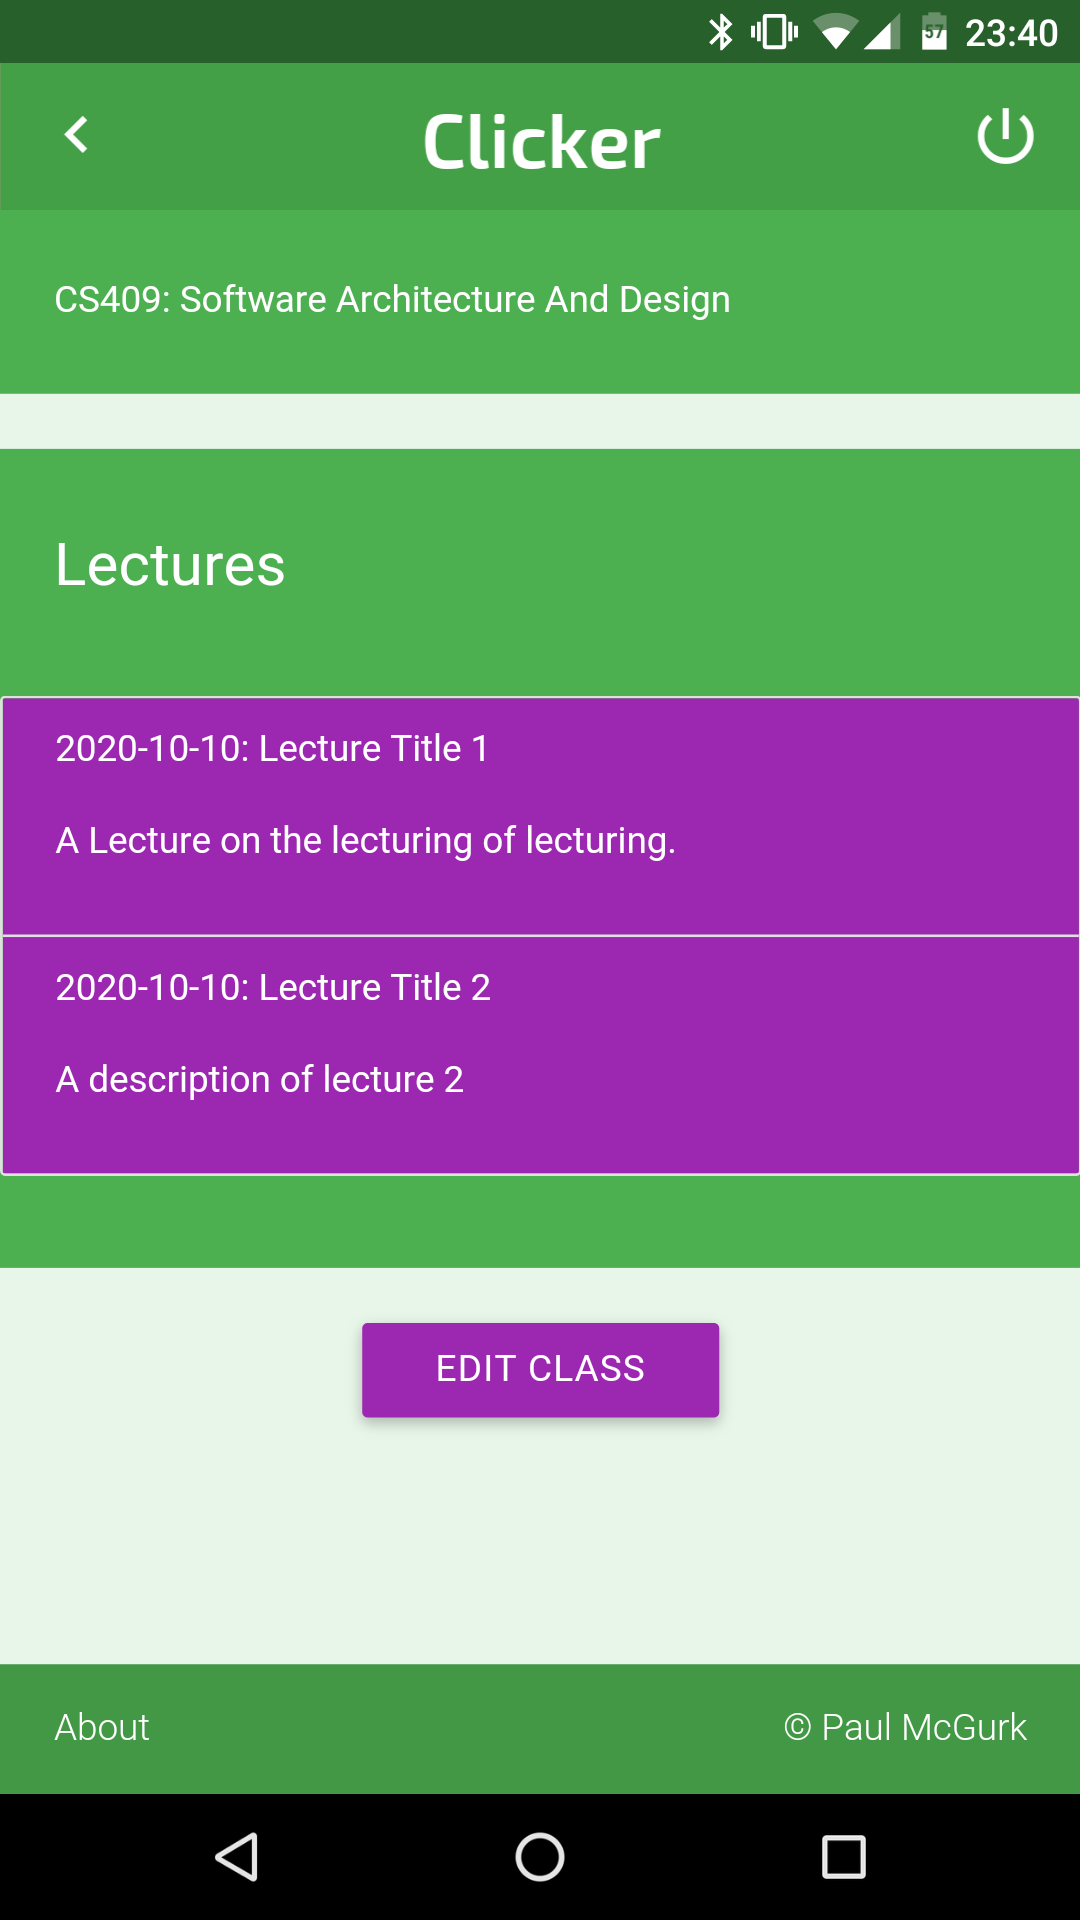 57 23:40
Clicker
CS409: Software Architecture And Design
Lectures
2020-10-10: Lecture Title 1
A Lecture on the lecturing of lecturing.
2020-10-10: Lecture Title 2
A description of lecture 2
EDIT CLASS
About © Paul McGurk